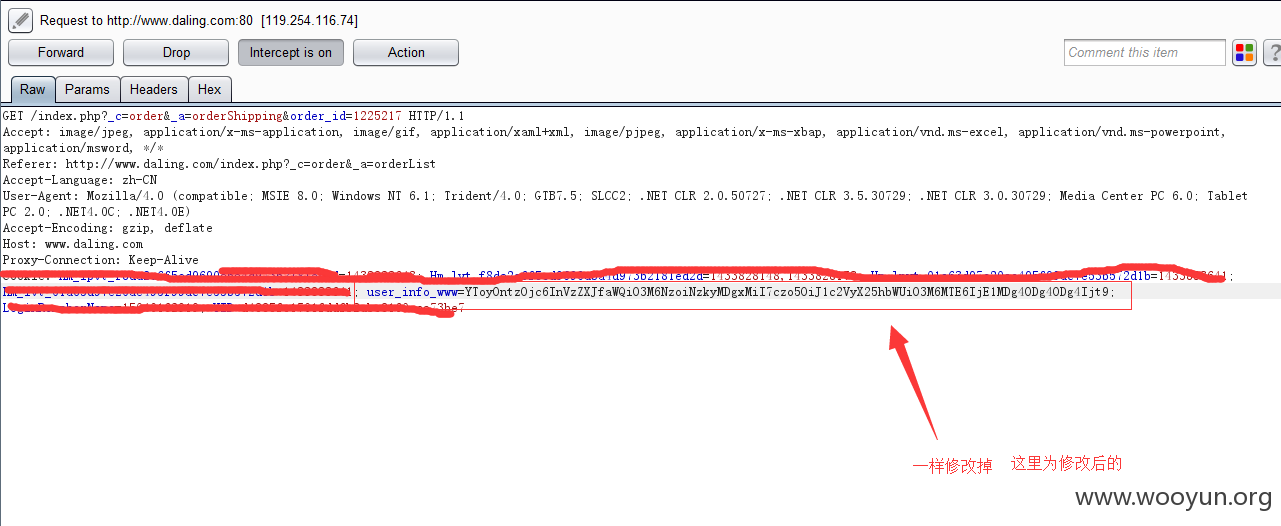 Request to http://www.daling.com:80 [119.254.116.74]
Forward Drop Intercept is on Action Comment this item ?
Raw Params Headers Hex
GET /index.php?_c=order&_a=orderShipping&order_id=1225217 HTTP/1.1
Accept: image/jpeg, application/x-ms-application, image/gif, application/xaml+xml, image/pjpeg, application/x-ms-xbap, application/vnd.ms-excel, application/vnd.ms-powerpoint,
application/msword, */*
Referer: http://www.daling.com/index.php?_c=order&_a=orderList
Accept-Language: zh-CN
User-Agent: Mozilla/4.0 (compatible; MSIE 8.0; Windows NT 6.1; Trident/4.0; GTB7.5; SLCC2; .NET CLR 2.0.50727; .NET CLR 3.5.30729; .NET CLR 3.0.30729; Media Center PC 6.0; Tablet
PC 2.0; .NET4.0C; .NET4.0E)
Accept-Encoding: gzip, deflate
Host: www.daling.com
Proxy-Connection: Keep-Alive
user_info_www=YToyOntzOjc6InVzZXJfaWQiO3M6NzoiNzkyMDgxMiI7czo5OiJ1c2VyX25hbWUiO3M6MTE6IjE1MDg4ODg4ODg4Ijt9;
一样修改掉 这里为修改后的
www.wooyun.org